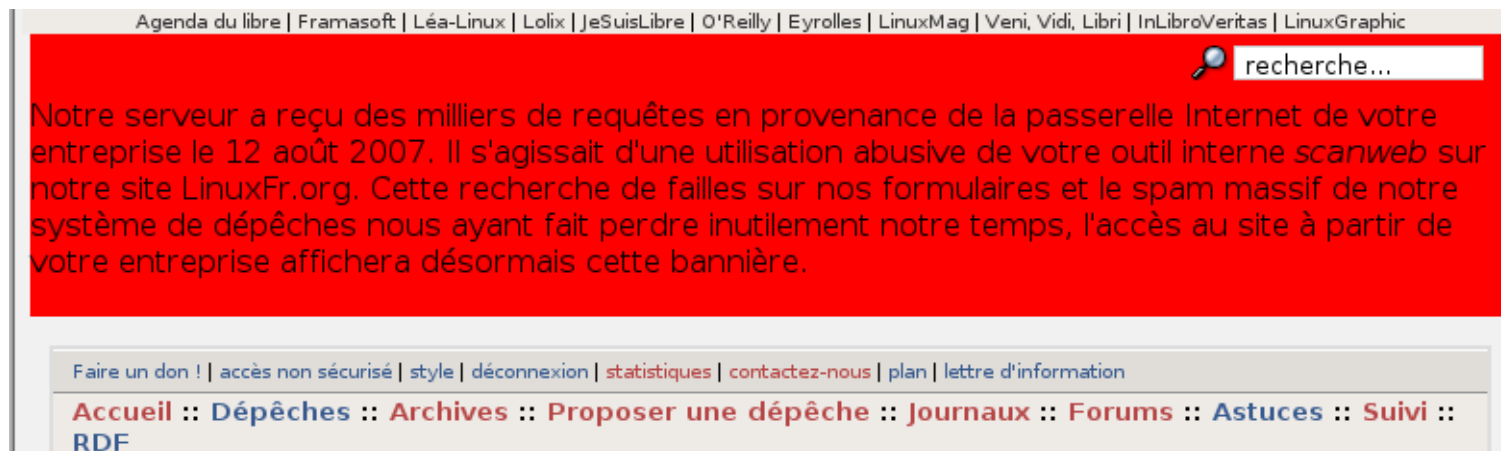 Agenda du libre | Framasoft | Léa-Linux | Lolix | JeSuisLibre | O'Reilly | Eyrolles | LinuxMag | Veni, Vidi, Libri | InLibroVeritas | LinuxGraphic
recherche...
Notre serveur a reçu des milliers de requêtes en provenance de la passerelle Internet de votre
entreprise le 12 août 2007. Il s'agissait d'une utilisation abusive de votre outil interne scanweb sur
notre site LinuxFr.org. Cette recherche de failles sur nos formulaires et le spam massif de notre
système de dépêches nous ayant fait perdre inutilement notre temps, l'accès au site à partir de
votre entreprise affichera désormais cette bannière.
Faire un don ! | accès non sécurisé | style | déconnexion | statistiques | contactez-nous | plan | lettre d'information
Accueil :: Dépêches :: Archives :: Proposer une dépêche :: Journaux :: Forums :: Astuces :: Suivi ::
RDF